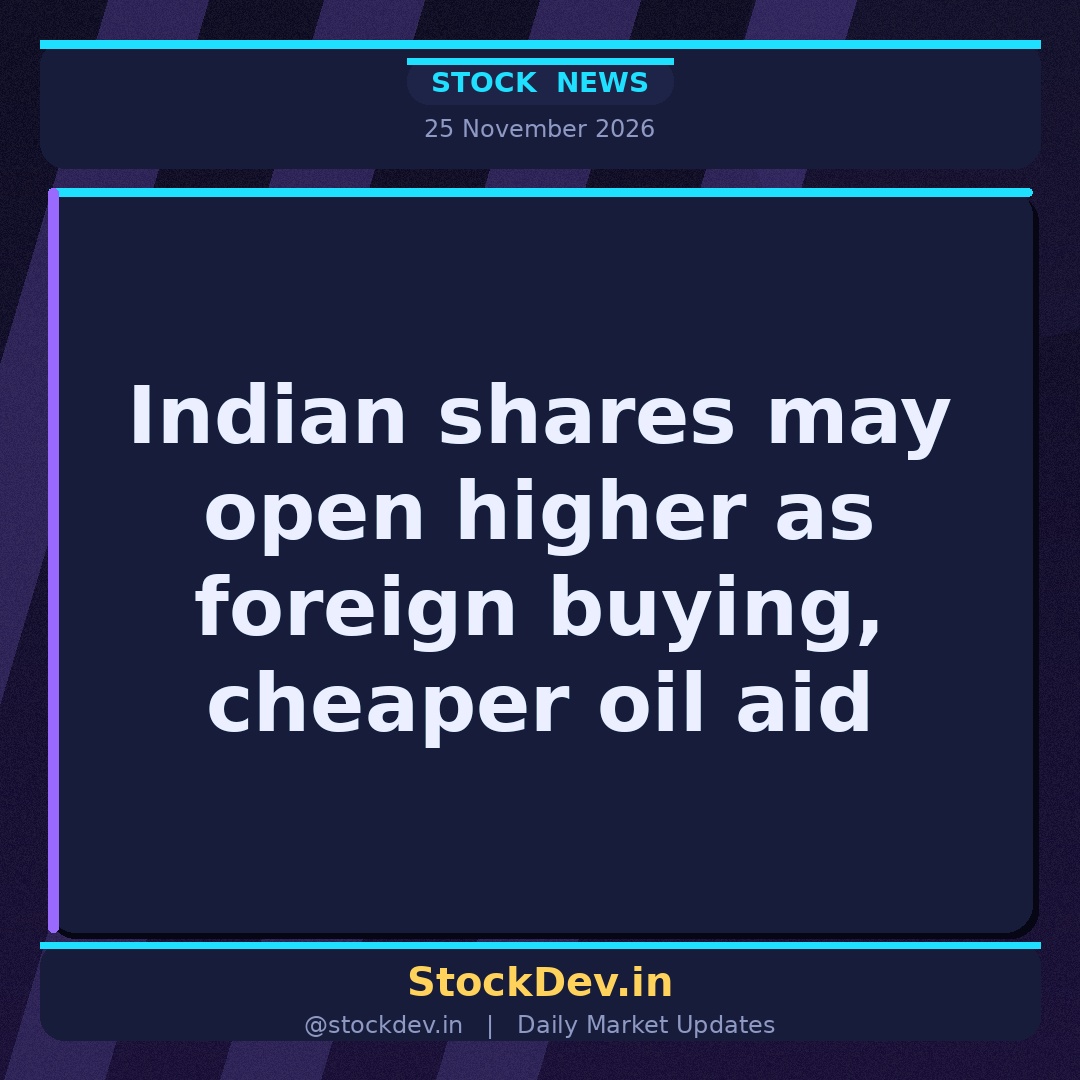 STOCK NEWS
25 November 2026
Indian shares may
open higher as
foreign buying,
cheaper oil aid
StockDev.in
@stockdev.in | Daily Market Updates